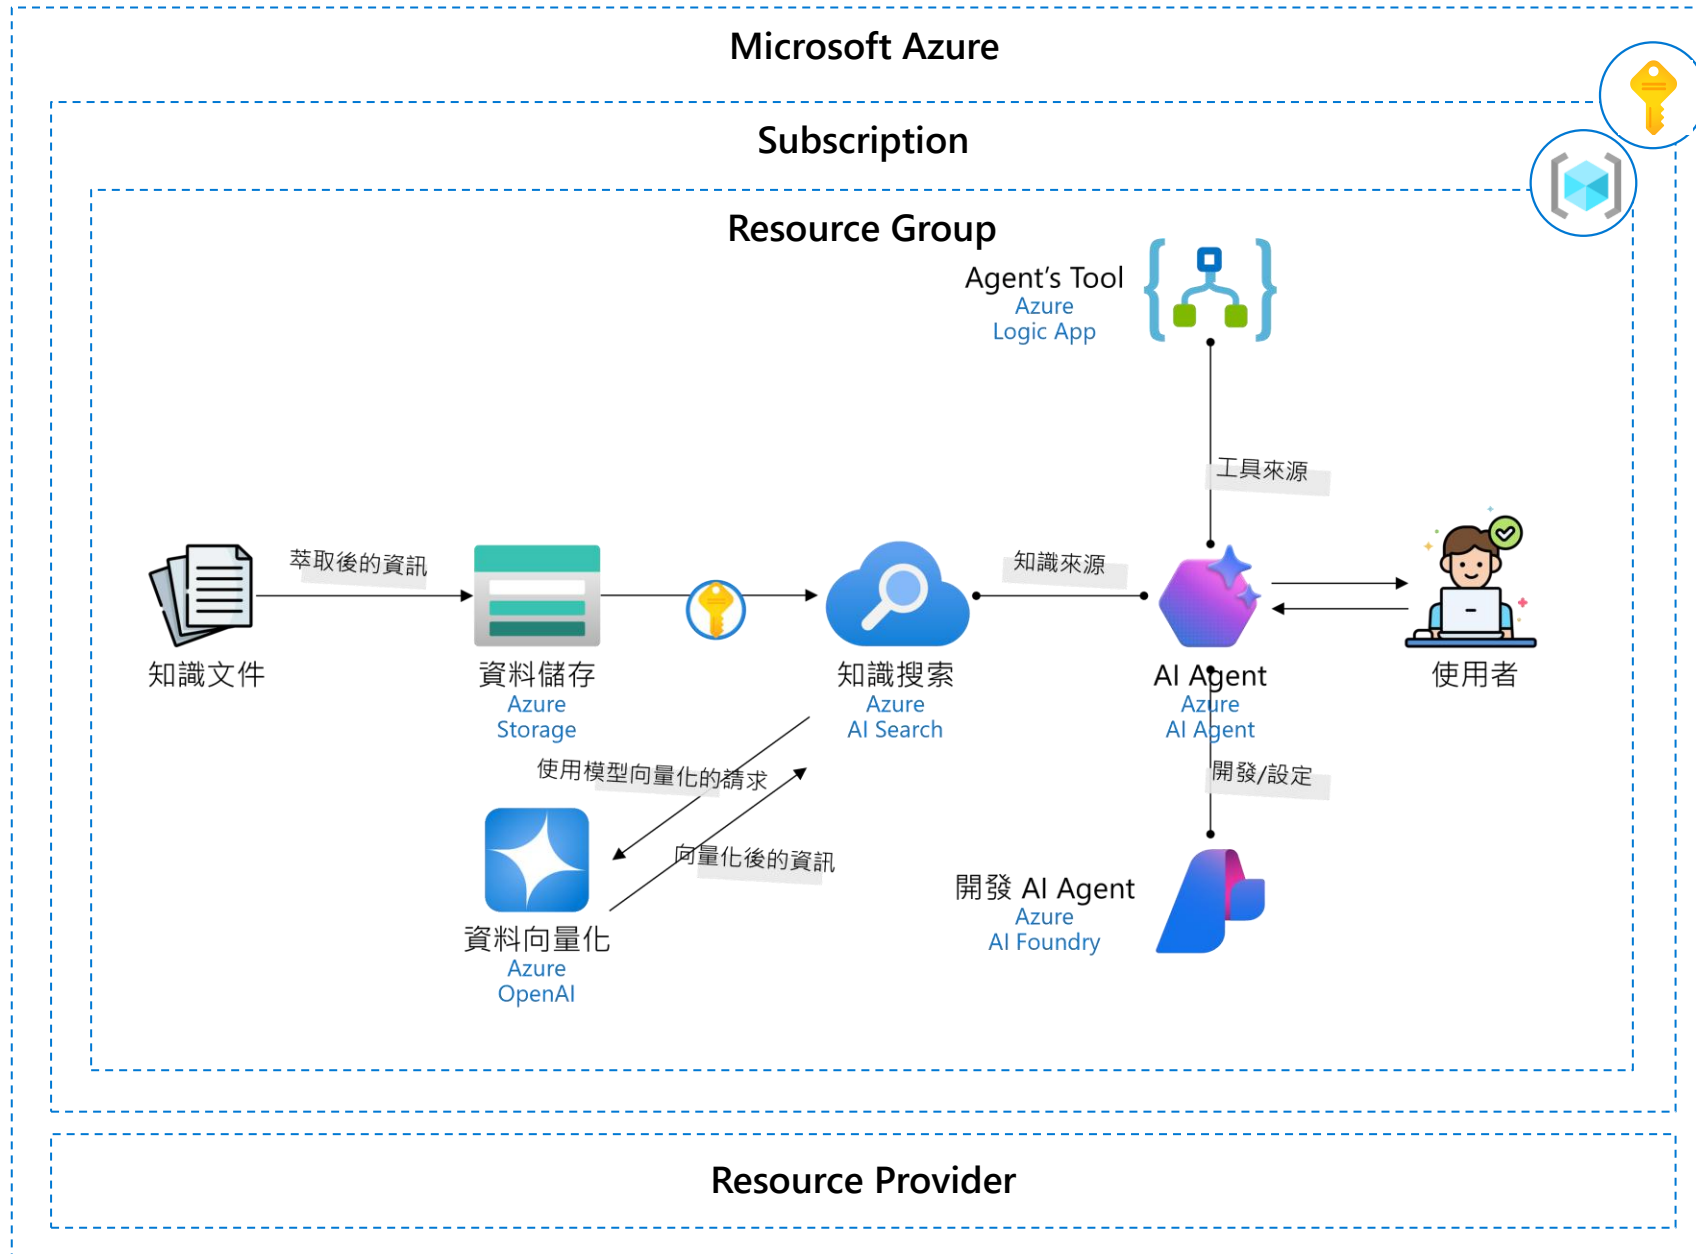 Microsoft Azure
Subscription
Resource Group
Agent's Tool
Azure
Logic App
工具來源
萃取後的資訊
知識來源
知識文件
資料儲存
Azure
Storage
知識搜索
Azure
AI Search
AI Agent
Azure
AI Agent
使用者
使用模型向量化的請求
開發/設定
向量化後的資訊
資料向量化
Azure
OpenAI
開發 AI Agent
Azure
AI Foundry
Resource Provider